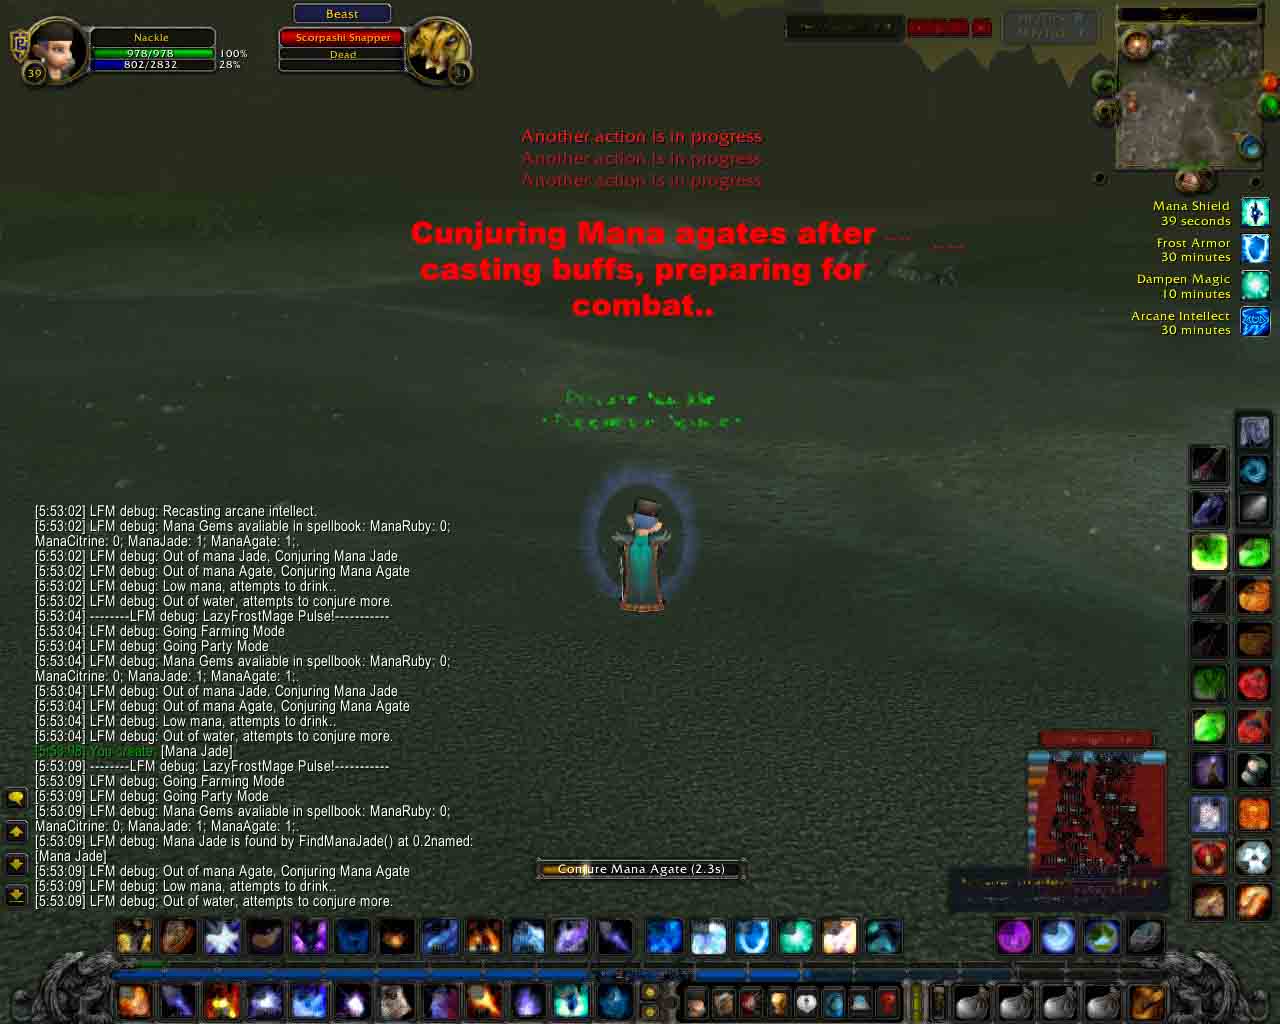 Beast
Nackle
978/978 100%
802/2832 28%
39
Scorpashi Snapper
Dead
31
Another action is in progress
Another action is in progress
Another action is in progress
Cunjuring Mana agates after
casting buffs, preparing for
combat..
Mana Shield
39 seconds
Frost Armor
30 minutes
Dampen Magic
10 minutes
Arcane Intellect
30 minutes
[5:53:02] LFM debug: Recasting arcane intellect.
[5:53:02] LFM debug: Mana Gems avaliable in spellbook: ManaRuby: 0;
ManaCitrine: 0; ManaJade: 1; ManaAgate: 1;.
[5:53:02] LFM debug: Out of mana Jade, Conjuring Mana Jade
[5:53:02] LFM debug: Out of mana Agate, Conjuring Mana Agate
[5:53:02] LFM debug: Low mana, attempts to drink..
[5:53:02] LFM debug: Out of water, attempts to conjure more.
[5:53:04] --------LFM debug: LazyFrostMage Pulse!-----------
[5:53:04] LFM debug: Going Farming Mode
[5:53:04] LFM debug: Going Party Mode
[5:53:04] LFM debug: Mana Gems avaliable in spellbook: ManaRuby: 0;
ManaCitrine: 0; ManaJade: 1; ManaAgate: 1;.
[5:53:04] LFM debug: Out of mana Jade, Conjuring Mana Jade
[5:53:04] LFM debug: Out of mana Agate, Conjuring Mana Agate
[5:53:04] LFM debug: Low mana, attempts to drink..
[5:53:04] LFM debug: Out of water, attempts to conjure more.
You create: [Mana Jade]
[5:53:09] --------LFM debug: LazyFrostMage Pulse!-----------
[5:53:09] LFM debug: Going Farming Mode
[5:53:09] LFM debug: Going Party Mode
[5:53:09] LFM debug: Mana Gems avaliable in spellbook: ManaRuby: 0;
ManaCitrine: 0; ManaJade: 1; ManaAgate: 1;.
[5:53:09] LFM debug: Mana Jade is found by FindManaJade() at 0.2named:
[Mana Jade]
[5:53:09] LFM debug: Out of mana Agate, Conjuring Mana Agate
[5:53:09] LFM debug: Low mana, attempts to drink..
[5:53:09] LFM debug: Out of water, attempts to conjure more.
Conjure Mana Agate (2.3s)